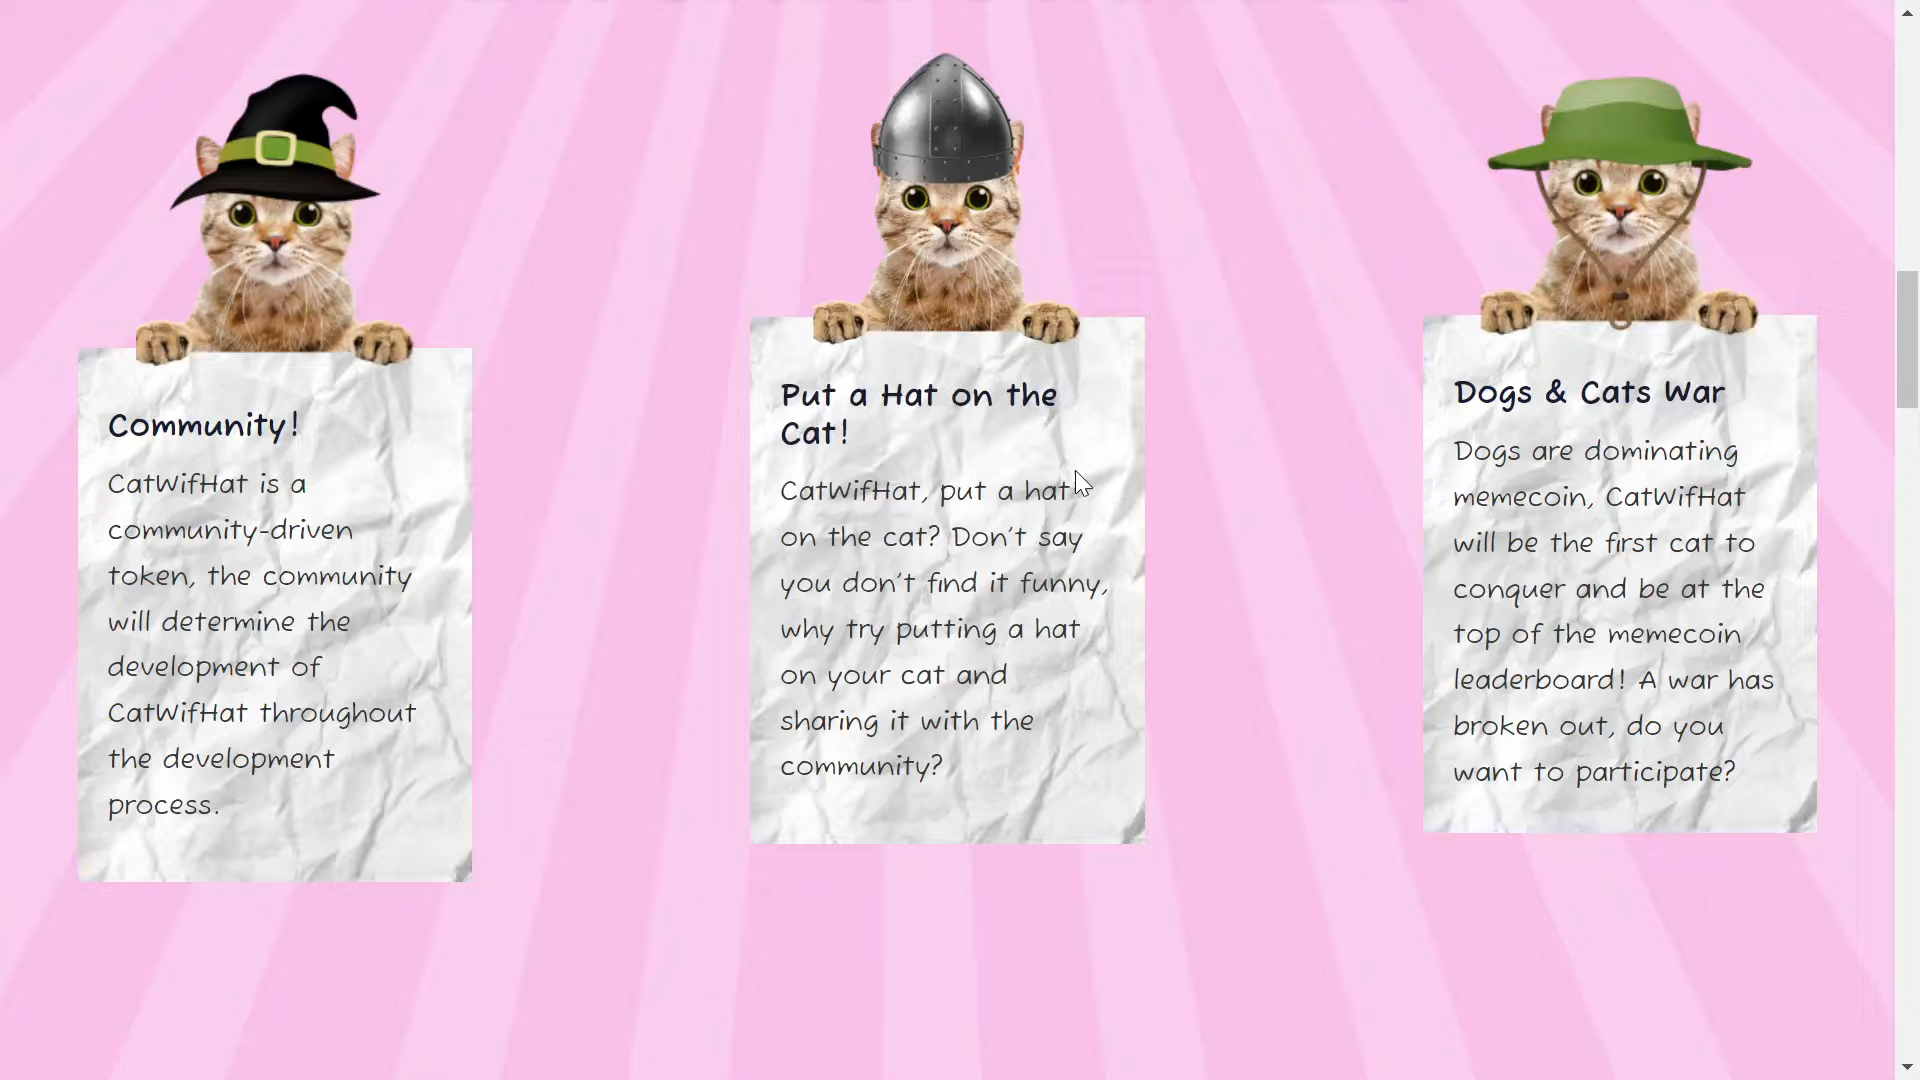 Community!
CatWifHat is a
community-driven
token, the community
will determine the
development of
CatWifHat throughout
the development
process.
Put a Hat on the
Cat!
CatWifHat, put a hat
on the cat? Don't say
you don't find it funny,
why try putting a hat
on your cat and
sharing it with the
community?
Dogs & Cats War
Dogs are dominating
memecoin, CatWifHat
will be the first cat to
conquer and be at the
top of the memecoin
leaderboard! A war has
broken out, do you
want to participate?